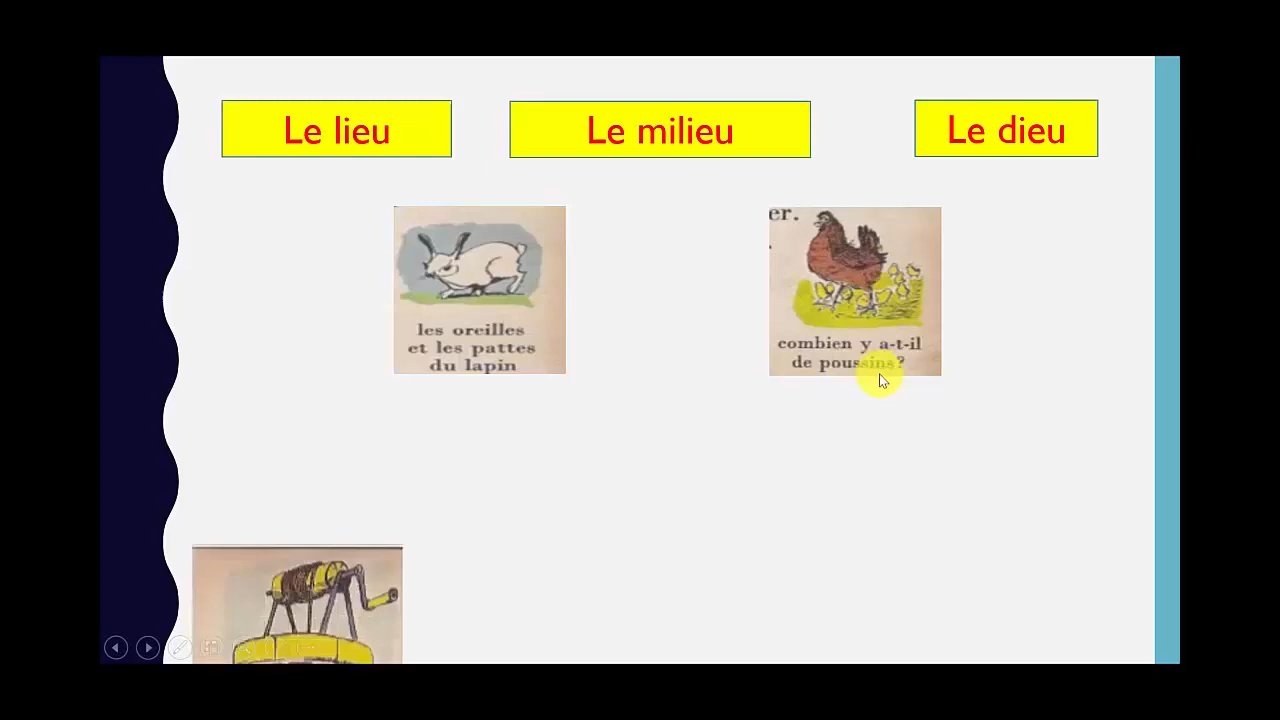 Le lieu
Le milieu
Le dieu
les oreilles
et les pattes
du lapin
er.
combien y a-t-il
de poussins?